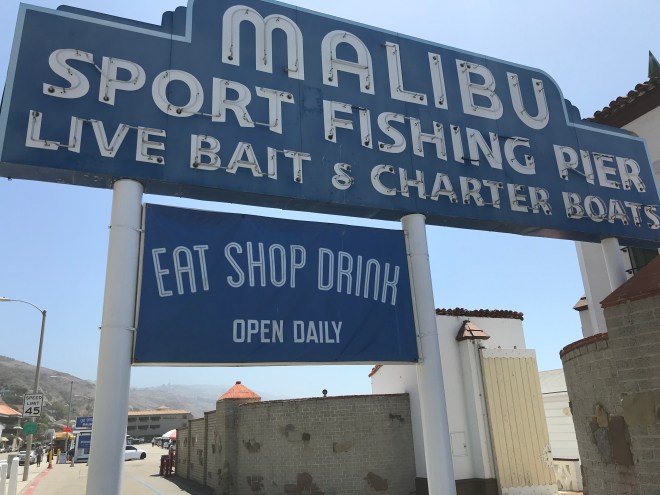 MALIBU
SPORT FISHING PIER
LIVE BAIT & CHARTER BOATS
EAT SHOP DRINK
OPEN DAILY
SPEED
LIMIT
45